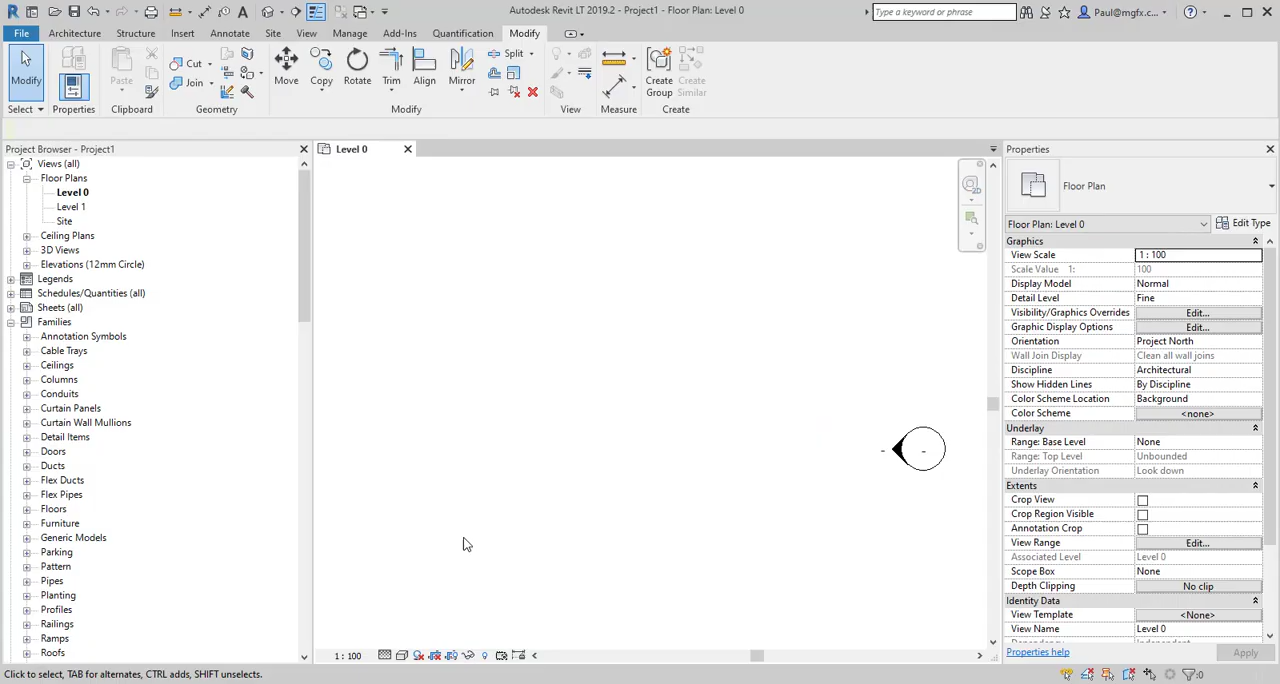 Autodesk Revit LT 2019.2 - Project1 - Floor Plan: Level 0
Type a keyword or phrase
Paul@mgfx.c...
File Architecture Structure Insert Annotate Site View Manage Add-Ins Quantification Modify
Modify
Paste
Cut
Join
Move
Copy
Rotate
Trim
Align
Mirror
Split
Create Group
Create Similar
Select Properties Clipboard Geometry Modify View Measure Create
Project Browser - Project1
Views (all)
Floor Plans
Level 0
Level 1
Site
Ceiling Plans
3D Views
Elevations (12mm Circle)
Legends
Schedules/Quantities (all)
Sheets (all)
Families
Annotation Symbols
Cable Trays
Ceilings
Columns
Conduits
Curtain Panels
Curtain Wall Mullions
Detail Items
Doors
Ducts
Flex Ducts
Flex Pipes
Floors
Furniture
Generic Models
Parking
Pattern
Pipes
Planting
Profiles
Railings
Ramps
Roofs
Level 0
2D
1 : 100
Properties
Floor Plan
Floor Plan: Level 0 Edit Type
Graphics
View Scale 1 : 100
Scale Value 1: 100
Display Model Normal
Detail Level Fine
Visibility/Graphics Overrides Edit...
Graphic Display Options Edit...
Orientation Project North
Wall Join Display Clean all wall joins
Discipline Architectural
Show Hidden Lines By Discipline
Color Scheme Location Background
Color Scheme <none>
Underlay
Range: Base Level None
Range: Top Level Unbounded
Underlay Orientation Look down
Extents
Crop View
Crop Region Visible
Annotation Crop
View Range Edit...
Associated Level Level 0
Scope Box None
Depth Clipping No clip
Identity Data
View Template <None>
View Name Level 0
Properties help Apply
Click to select, TAB for alternates, CTRL adds, SHIFT unselects.
:0